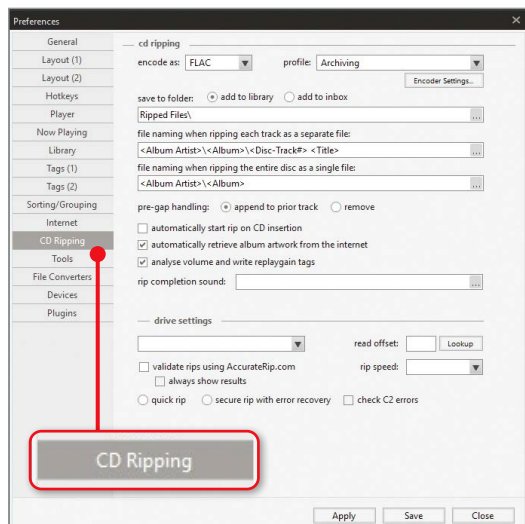 Preferences
General
Layout (1)
Layout (2)
Hotkeys
Player
Now Playing
Library
Tags (1)
Tags (2)
Sorting/Grouping
Internet
CD Ripping
Tools
File Converters
Devices
Plugins
cd ripping
encode as: FLAC profile: Archiving
Encoder Settings...
save to folder: add to library add to inbox
Ripped Files\ ...
file naming when ripping each track as a separate file:
<Album Artist>\<Album>\<Disc-Track#> <Title> ...
file naming when ripping the entire disc as a single file:
<Album Artist>\<Album> ...
pre-gap handling: append to prior track remove
automatically start rip on CD insertion
automatically retrieve album artwork from the internet
analyse volume and write replaygain tags
rip completion sound: ...
drive settings
read offset: Lookup
validate rips using AccurateRip.com rip speed:
always show results
quick rip secure rip with error recovery check C2 errors
CD Ripping
Apply Save Close